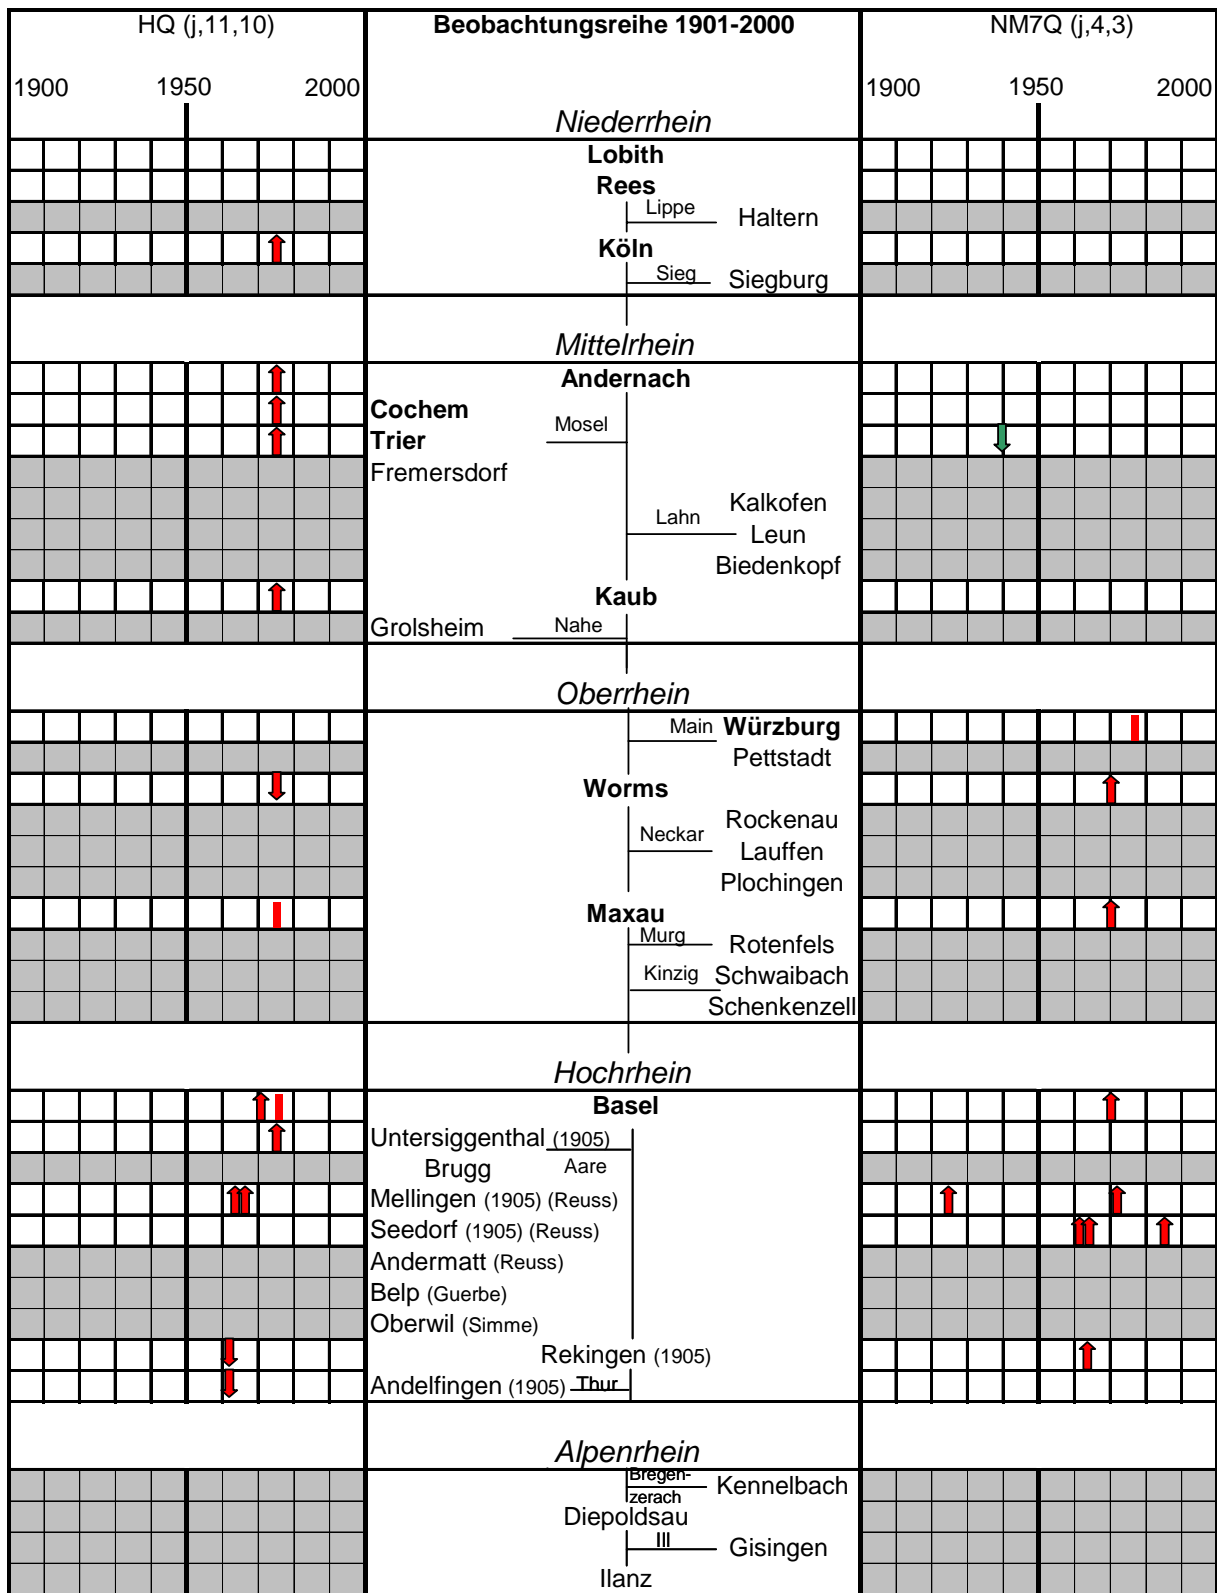 HQ (j,11,10) Beobachtungsreihe 1901-2000 NM7Q (j,4,3)
1900 1950 2000 1900 1950 2000
Niederrhein
Lobith
Rees
Lippe Haltern
Köln
Sieg Siegburg
Mittelrhein
Andernach
Cochem
Mosel
Trier
Fremersdorf
Kalkofen
Lahn Leun
Biedenkopf
Kaub
Grolsheim Nahe
Oberrhein
Main Würzburg
Pettstadt
Worms
Rockenau
Neckar Lauffen
Plochingen
Maxau
Murg Rotenfels
Kinzig Schwaibach
Schenkenzell
Hochrhein
Basel
Untersiggenthal (1905)
Brugg Aare
Mellingen (1905) (Reuss)
Seedorf (1905) (Reuss)
Andermatt (Reuss)
Belp (Guerbe)
Oberwil (Simme)
Rekingen (1905)
Andelfingen (1905) Thur
Alpenrhein
Bregen-
zerach Kennelbach
Diepoldsau
Ill Gisingen
Ilanz